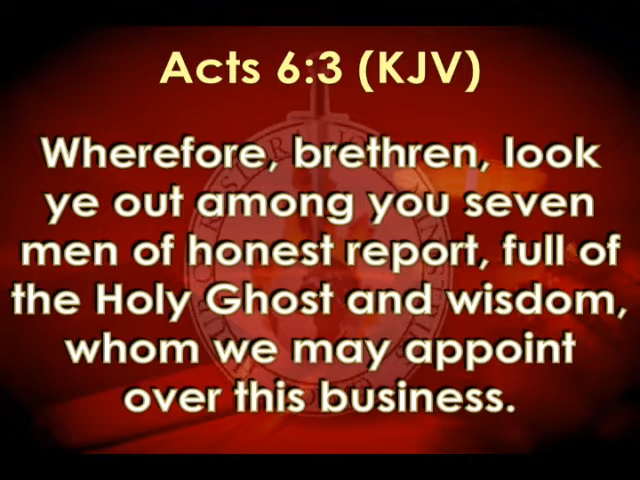 Acts 6:3 (KJV)
Wherefore, brethren, look
ye out among you seven
men of honest report, full of
the Holy Ghost and wisdom,
whom we may appoint
over this business.